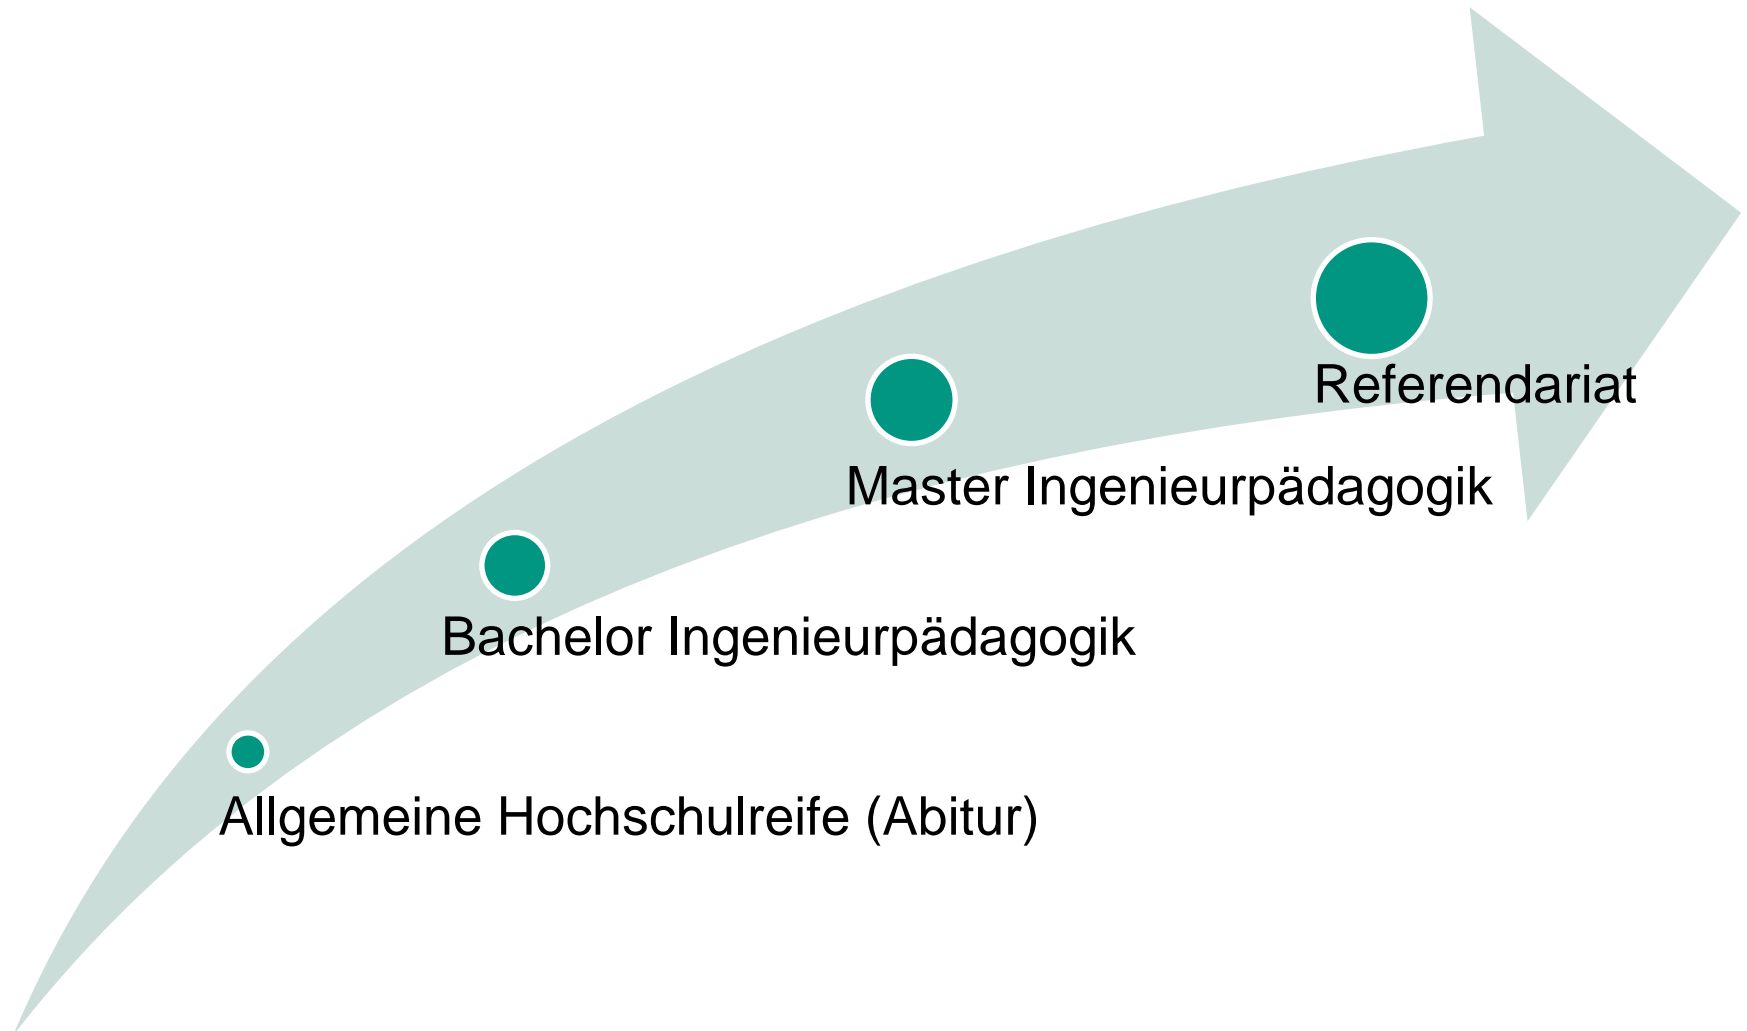 Referendariat
Master Ingenieurpädagogik
Bachelor Ingenieurpädagogik
Allgemeine Hochschulreife (Abitur)